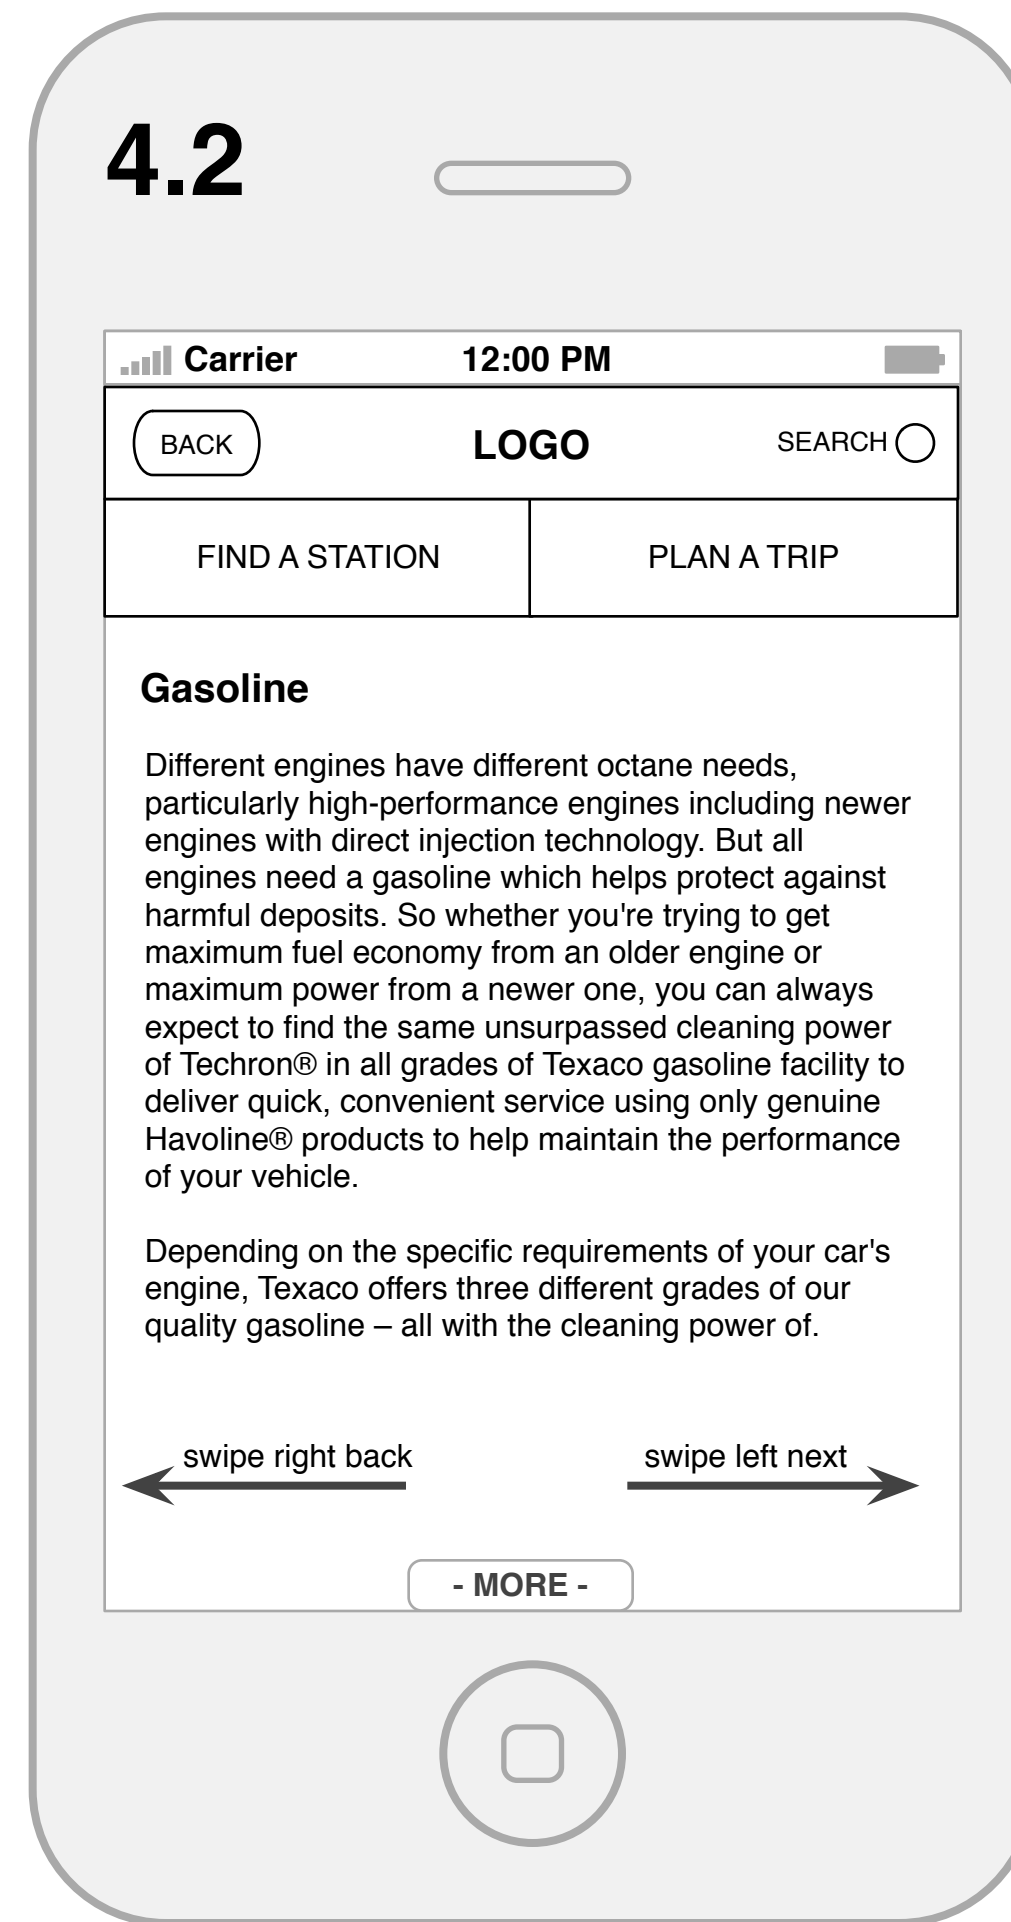 4.2
Carrier 12:00 PM
BACK LOGO SEARCH
FIND A STATION PLAN A TRIP
Gasoline
Different engines have different octane needs,
particularly high-performance engines including newer
engines with direct injection technology. But all
engines need a gasoline which helps protect against
harmful deposits. So whether you're trying to get
maximum fuel economy from an older engine or
maximum power from a newer one, you can always
expect to find the same unsurpassed cleaning power
of Techron® in all grades of Texaco gasoline facility to
deliver quick, convenient service using only genuine
Havoline® products to help maintain the performance
of your vehicle.
Depending on the specific requirements of your car's
engine, Texaco offers three different grades of our
quality gasoline – all with the cleaning power of.
swipe right back swipe left next
- MORE -